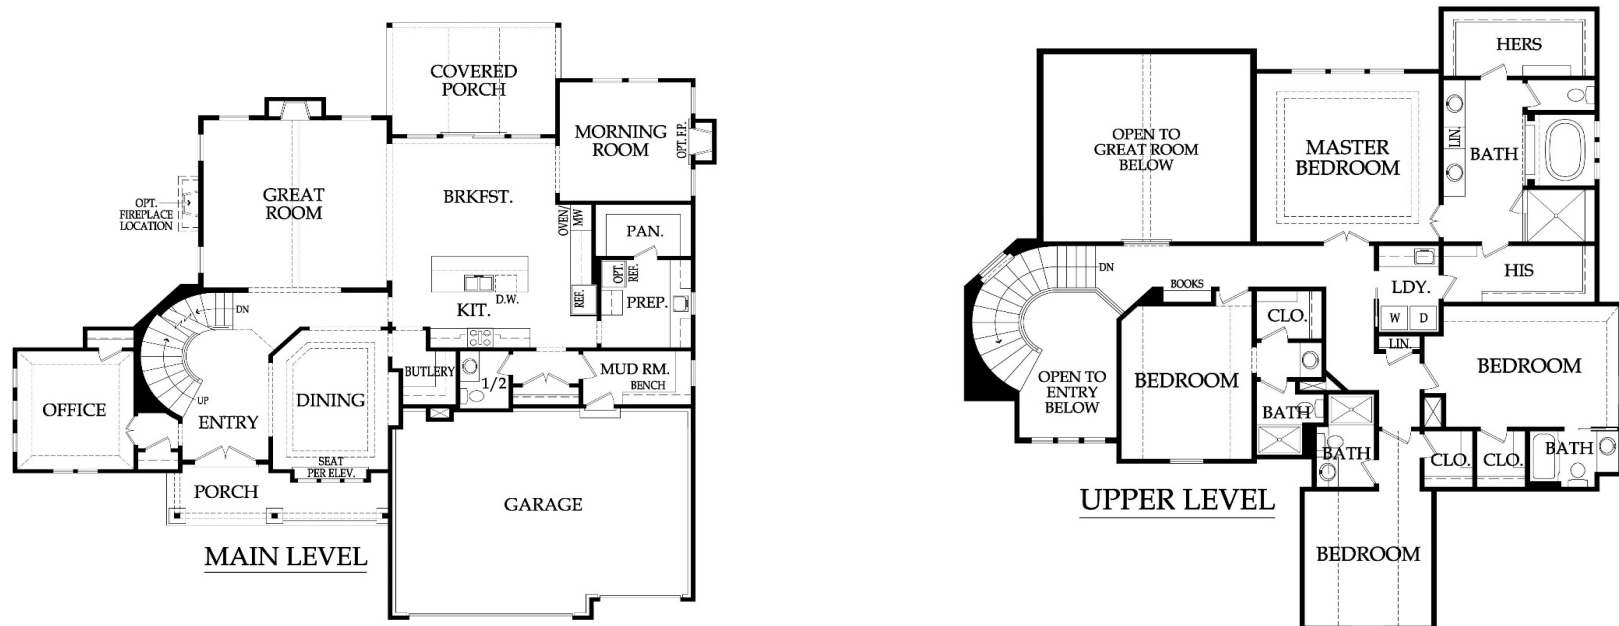 COVERED
PORCH
MORNING
ROOM
OPT. F.P.
GREAT
ROOM
BRKFST.
OPT.
FIREPLACE
LOCATION
OVEN/
MW
PAN.
OPT.
REF.
REF.
PREP.
D.W.
KIT.
DN
UP
BUTLERY
1/2
MUD RM.
BENCH
OFFICE
ENTRY
DINING
SEAT
PER ELEV.
PORCH
GARAGE
MAIN LEVEL
HERS
OPEN TO
GREAT ROOM
BELOW
MASTER
BEDROOM
LIN.
BATH
HIS
DN
BOOKS
LDY.
W
D
CLO.
LIN.
BEDROOM
BEDROOM
OPEN TO
ENTRY
BELOW
BATH
BATH
CLO.
CLO.
BATH
UPPER LEVEL
BEDROOM